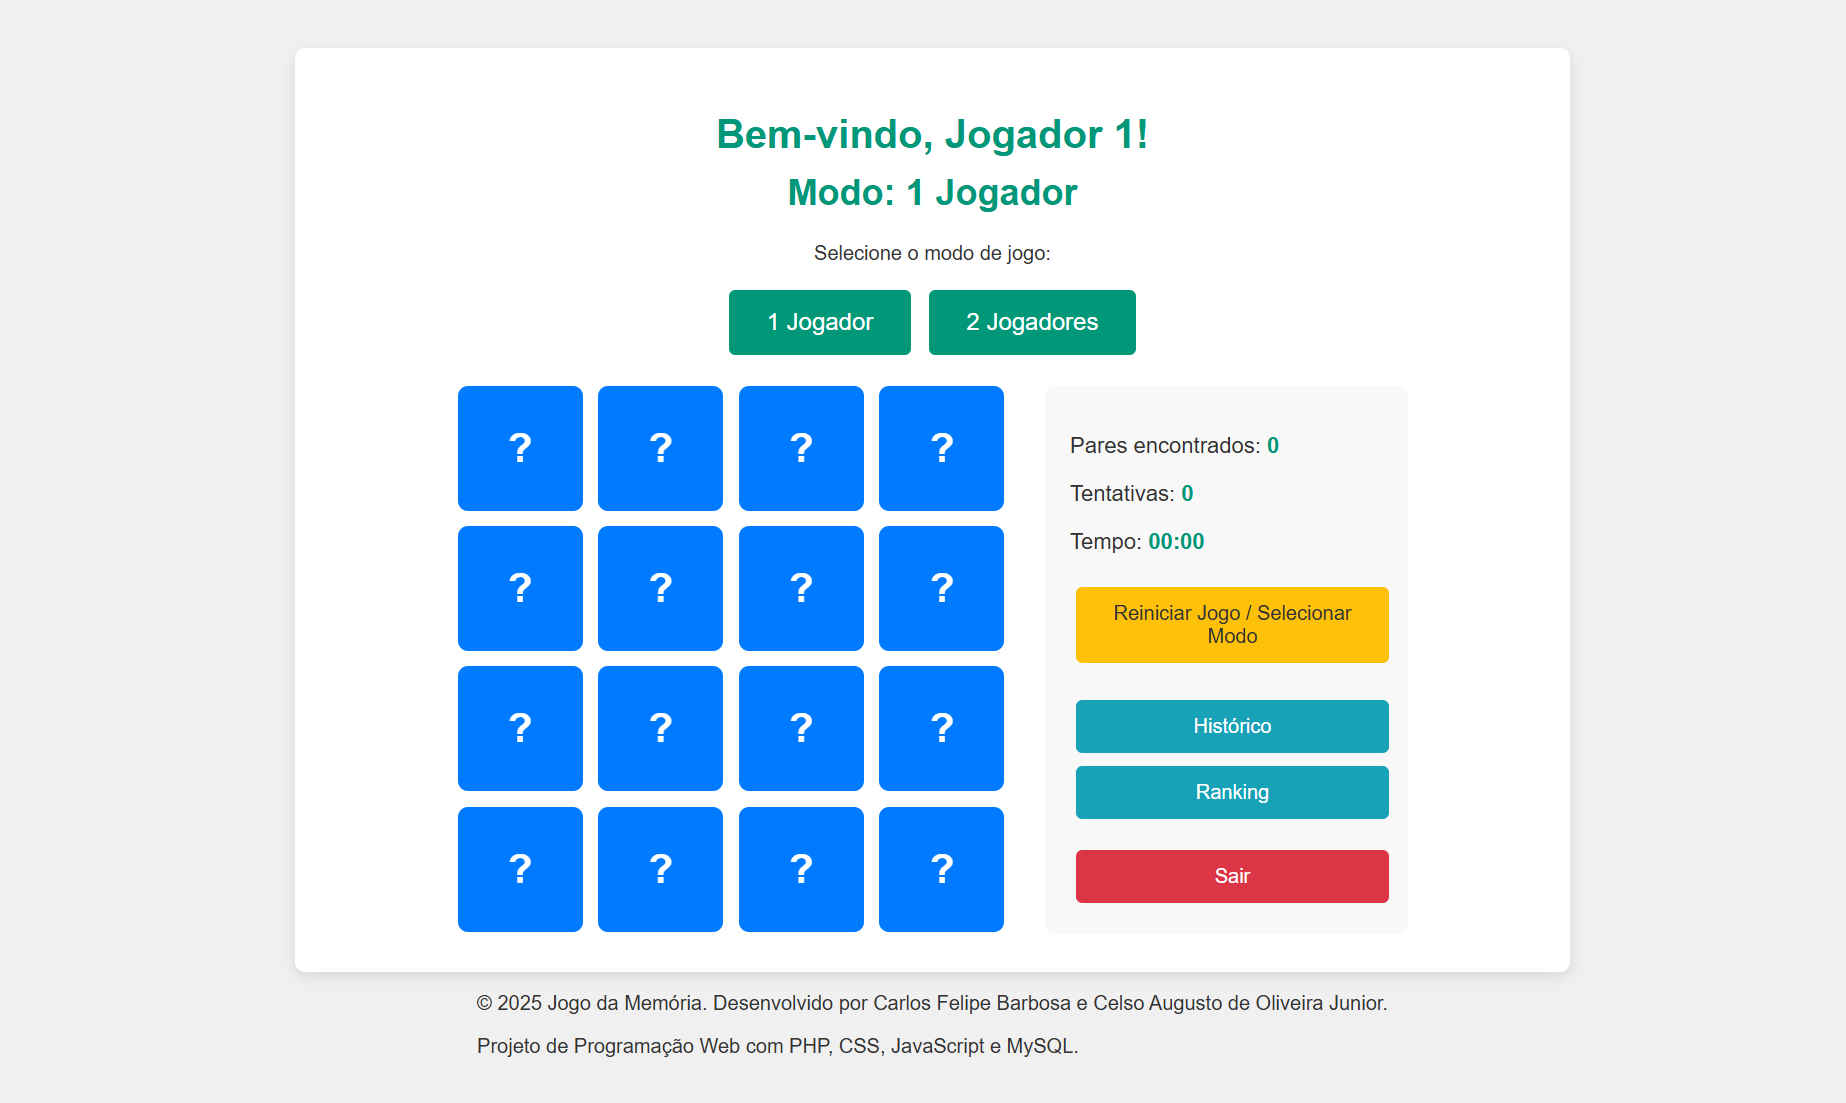 Bem-vindo, Jogador 1!
Modo: 1 Jogador
Selecione o modo de jogo:
1 Jogador
2 Jogadores
? ? ? ?
? ? ? ?
? ? ? ?
? ? ? ?
Pares encontrados: 0
Tentativas: 0
Tempo: 00:00
Reiniciar Jogo / Selecionar
Modo
Histórico
Ranking
Sair
© 2025 Jogo da Memória. Desenvolvido por Carlos Felipe Barbosa e Celso Augusto de Oliveira Junior.
Projeto de Programação Web com PHP, CSS, JavaScript e MySQL.